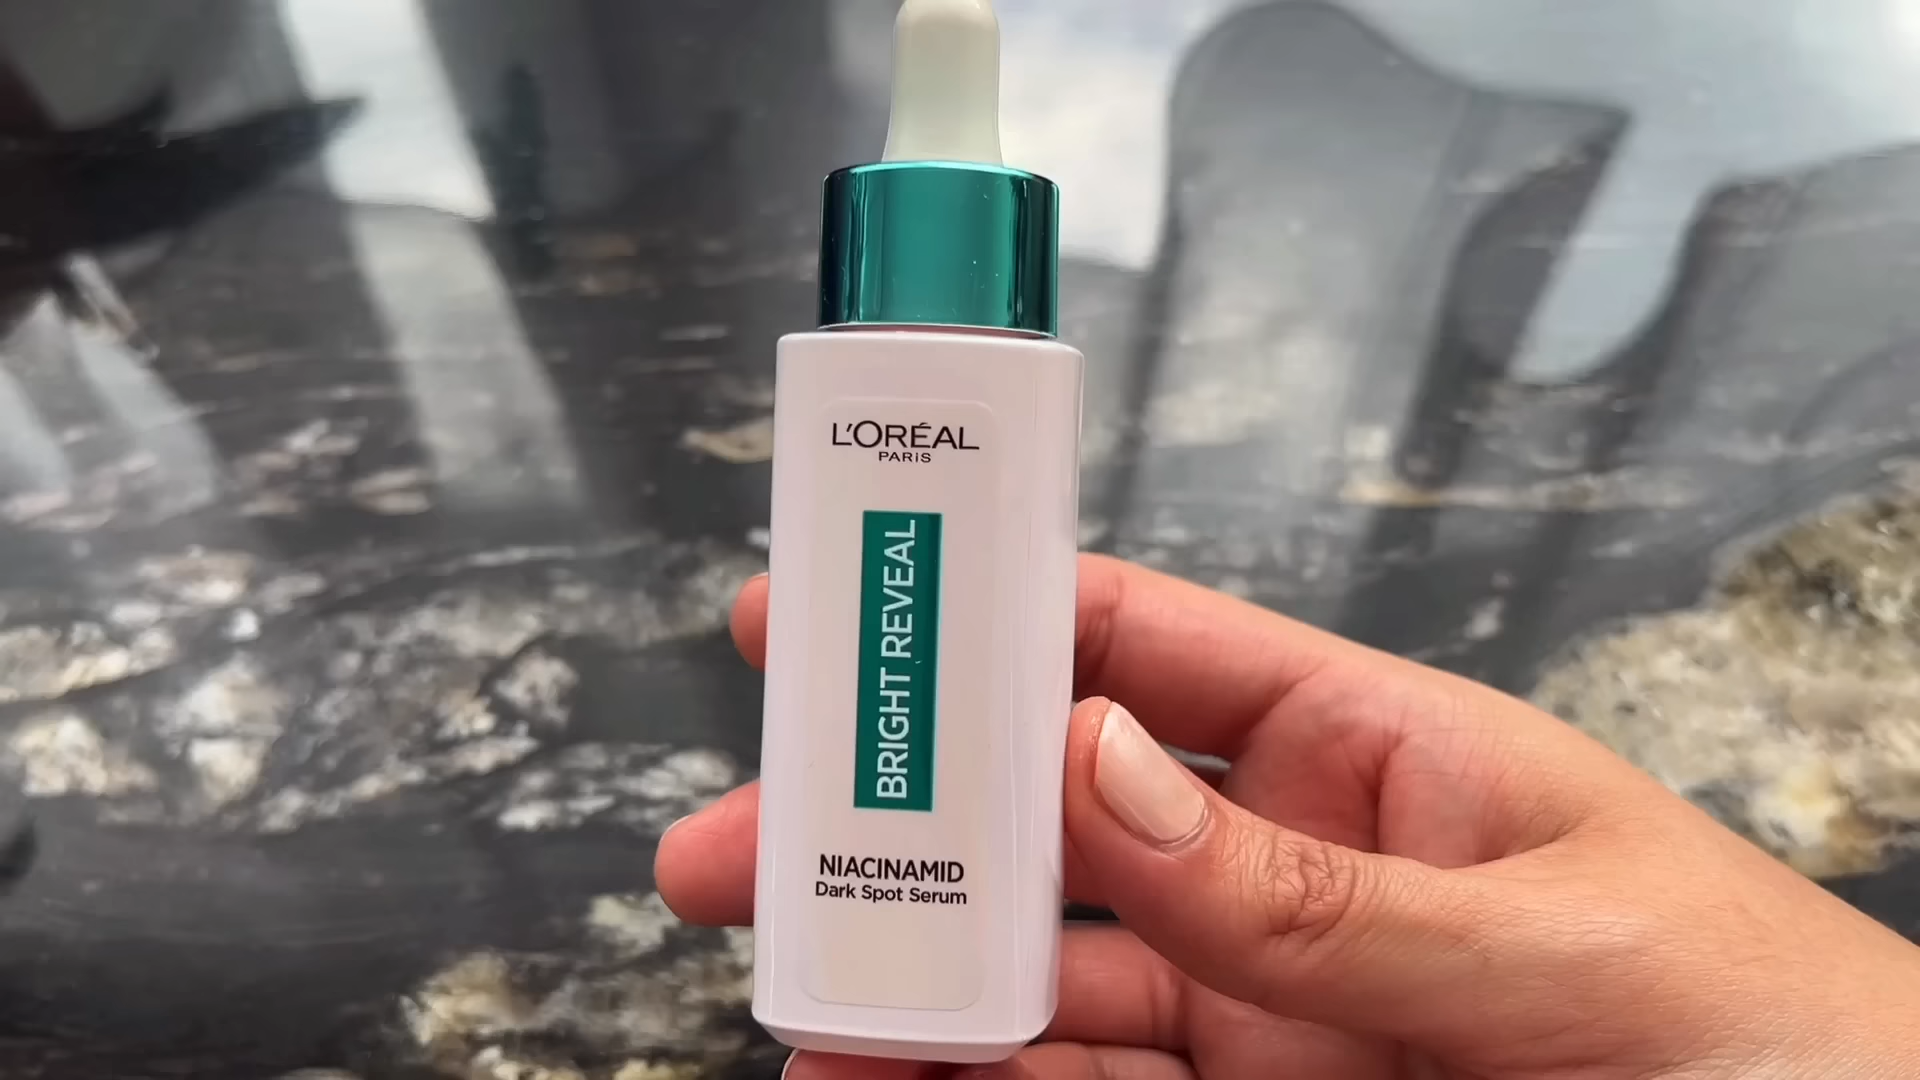 L'ORÉAL
PARIS
BRIGHT REVEAL
NIACINAMID
Dark Spot Serum